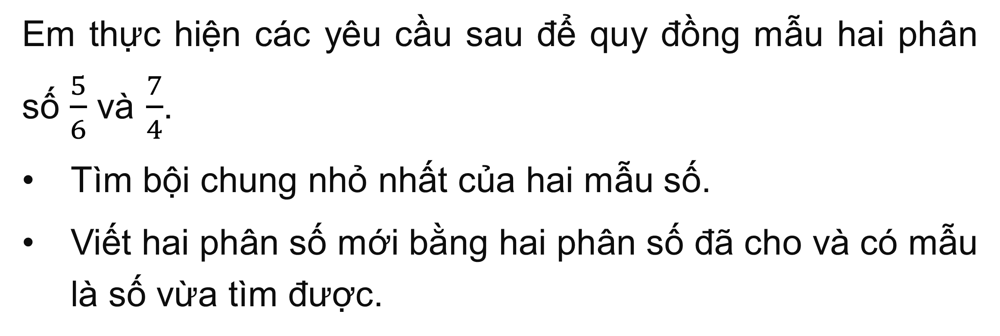 Em thực hiện các yêu cầu sau để quy đồng mẫu hai phân
số $\frac{5}{6}$ và $\frac{7}{4}$.
• Tìm bội chung nhỏ nhất của hai mẫu số.
• Viết hai phân số mới bằng hai phân số đã cho và có mẫu
là số vừa tìm được.